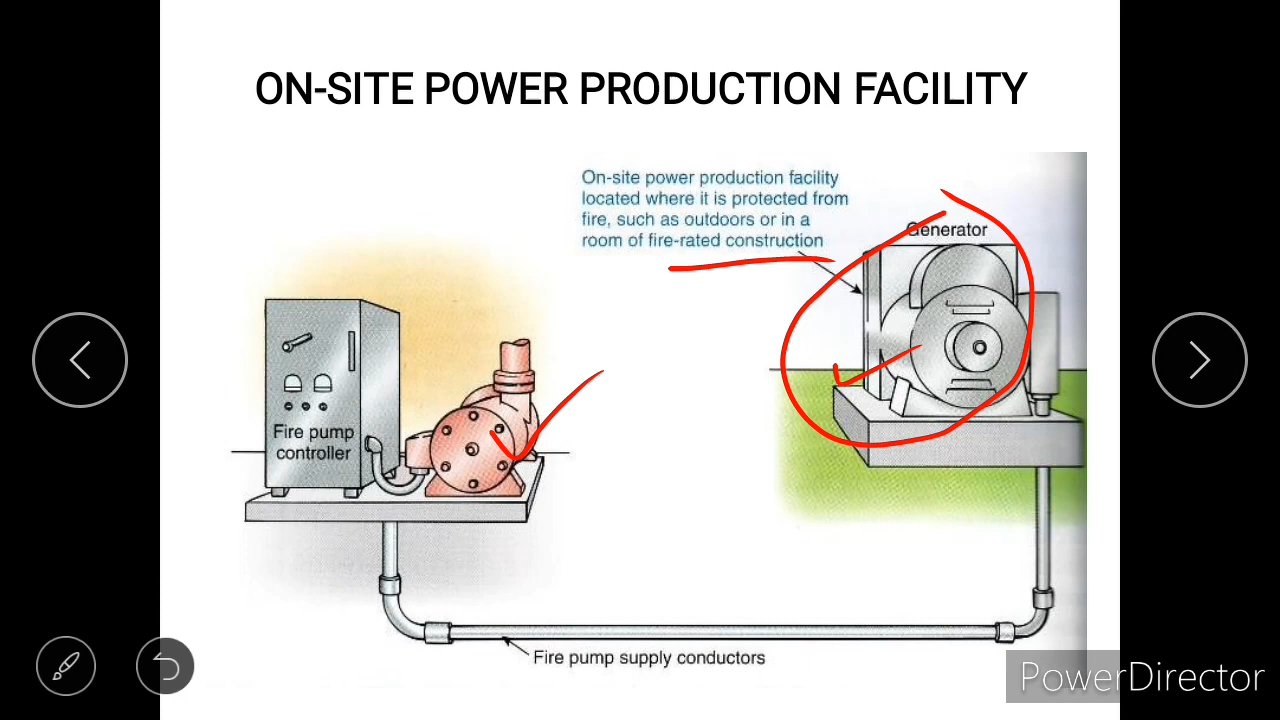 ON-SITE POWER PRODUCTION FACILITY
On-site power production facility
located where it is protected from
fire, such as outdoors or in a
room of fire-rated construction
Generator
Fire pump
controller
Fire pump supply conductors
PowerDirector